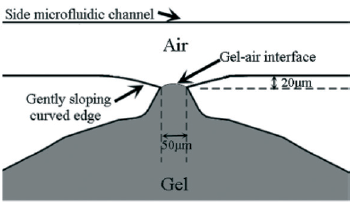 Side microfluidic channel
Air
Gel-air interface
Gently sloping
curved edge
20μm
50μm
Gel